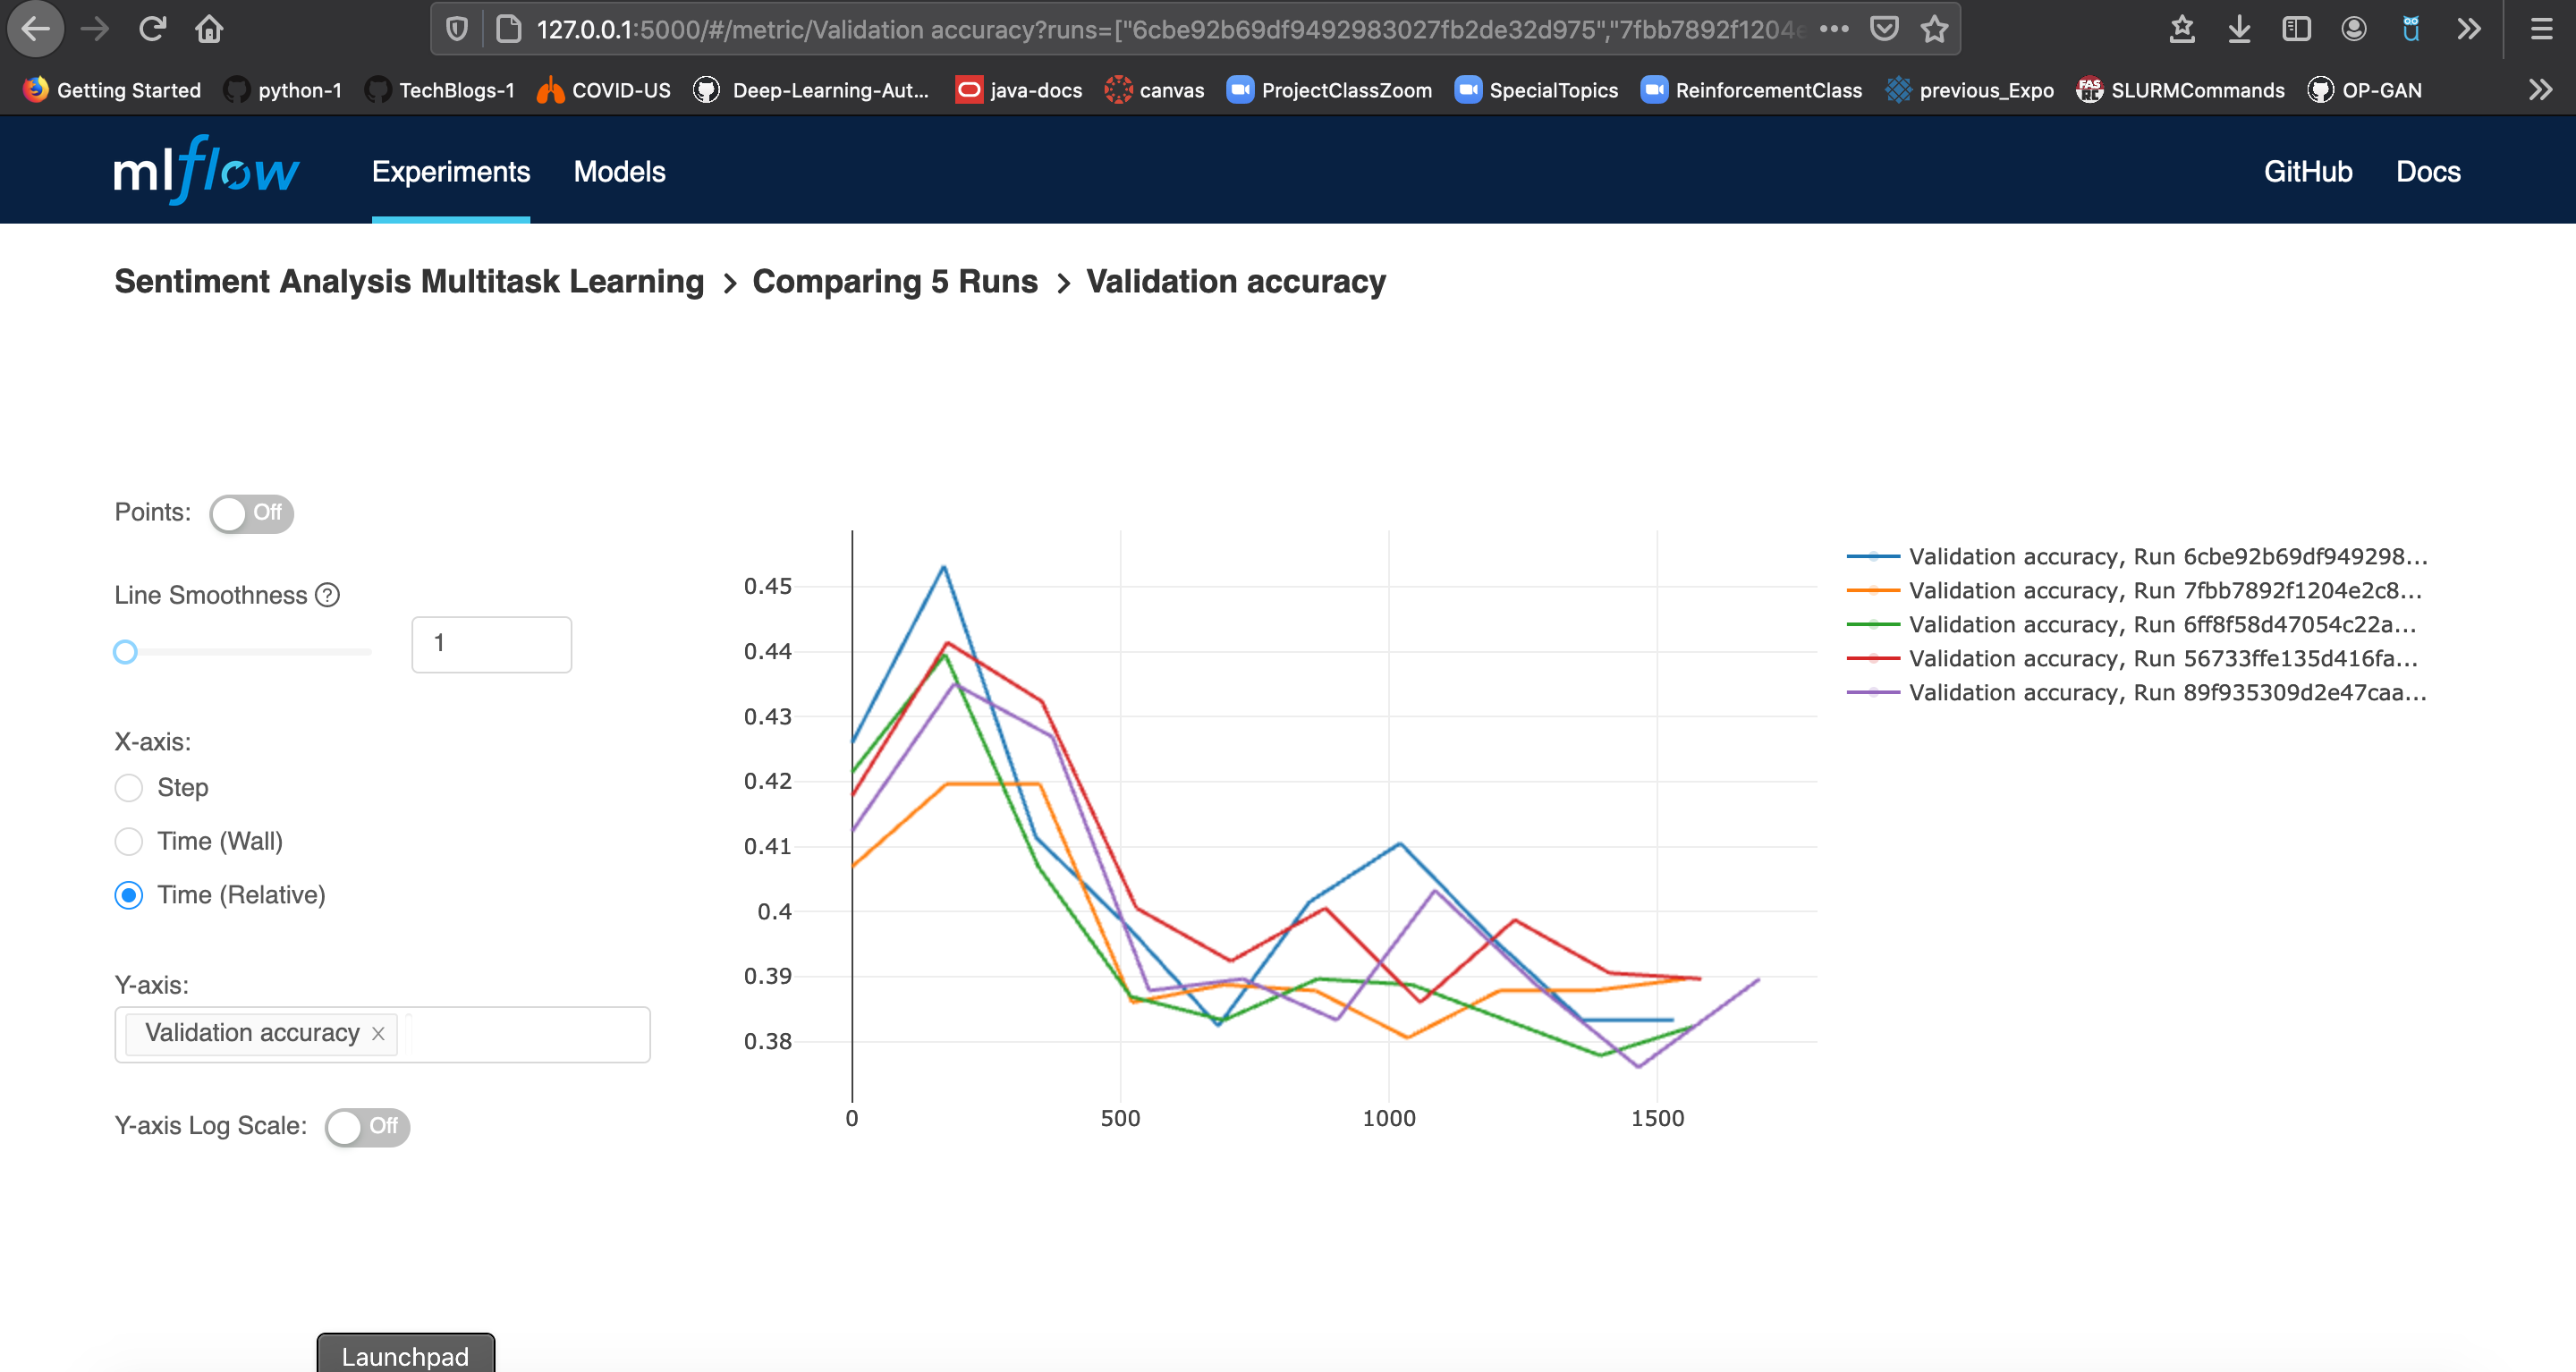 127.0.0.1:5000/#/metric/Validation accuracy?runs=["6cbe92b69df9492983027fb2de32d975","7fbb7892f1204e
Getting Started python-1 TechBlogs-1 COVID-US Deep-Learning-Aut... java-docs canvas ProjectClassZoom SpecialTopics ReinforcementClass previous_Expo FAS RC SLURMCommands OP-GAN
mlflow Experiments Models GitHub Docs
Sentiment Analysis Multitask Learning > Comparing 5 Runs > Validation accuracy
Points: Off
Line Smoothness ?
1
X-axis:
Step
Time (Wall)
Time (Relative)
Y-axis:
Validation accuracy ×
Y-axis Log Scale: Off
0.45
0.44
0.43
0.42
0.41
0.4
0.39
0.38
0 500 1000 1500
Validation accuracy, Run 6cbe92b69df949298...
Validation accuracy, Run 7fbb7892f1204e2c8...
Validation accuracy, Run 6ff8f58d47054c22a...
Validation accuracy, Run 56733ffe135d416fa...
Validation accuracy, Run 89f935309d2e47caa...
Launchpad